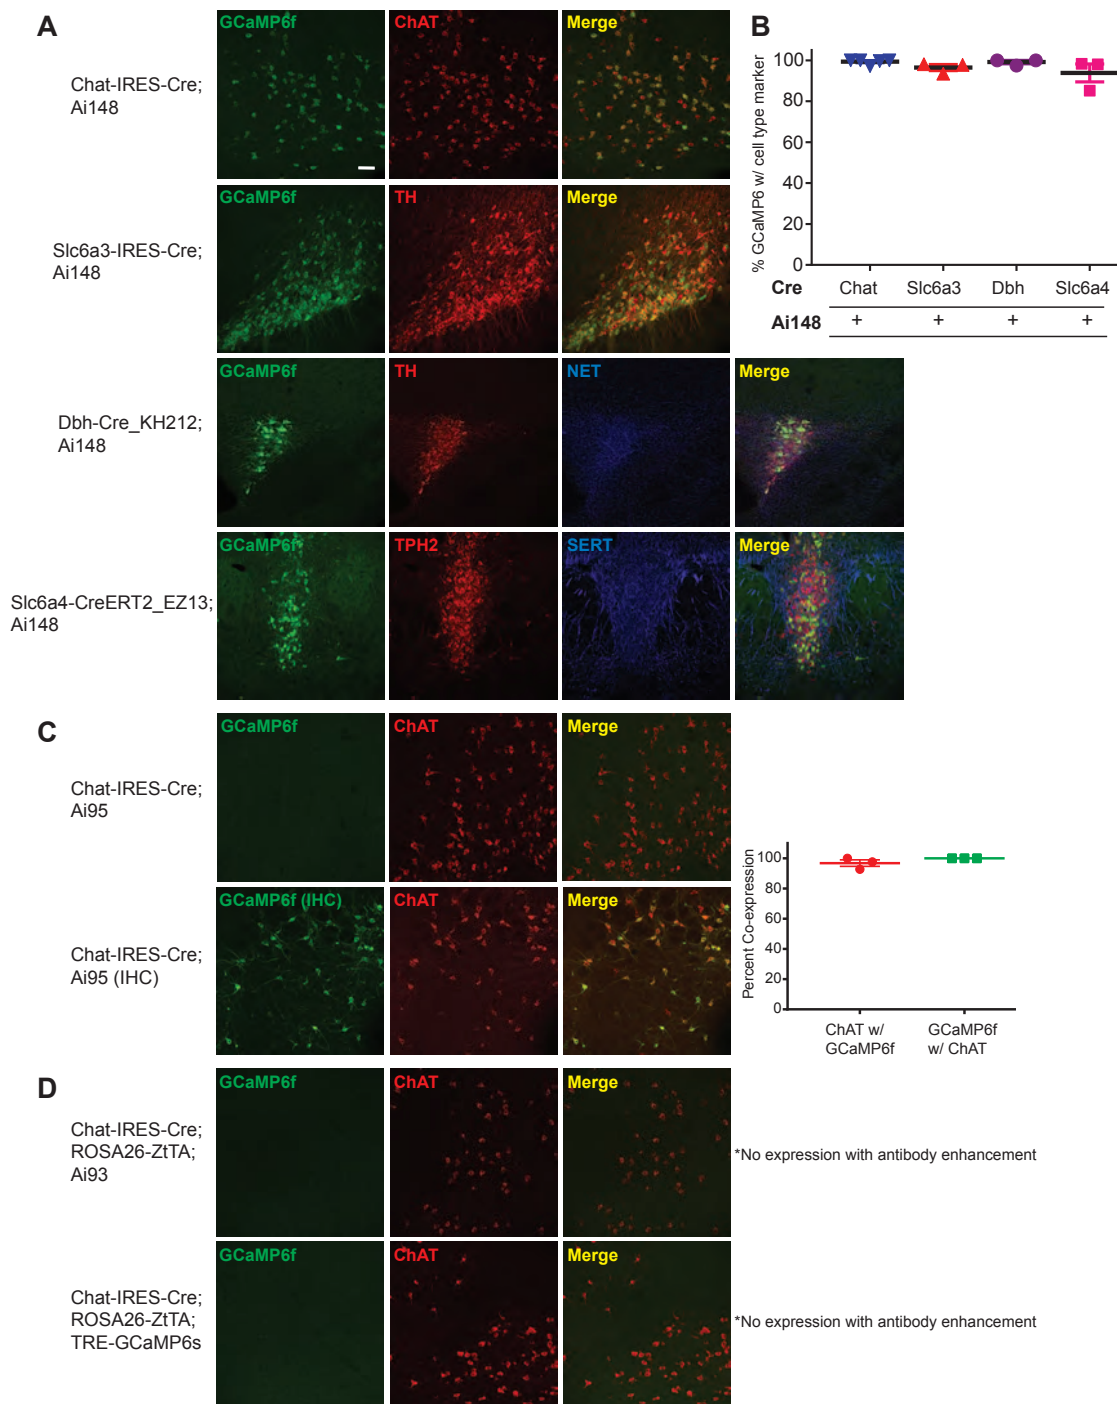 A
GCaMP6f ChAT Merge
Chat-IRES-Cre;
Ai148
GCaMP6f TH Merge
Slc6a3-IRES-Cre;
Ai148
GCaMP6f TH NET Merge
Dbh-Cre_KH212;
Ai148
GCaMP6f TPH2 SERT Merge
Slc6a4-CreERT2_EZ13;
Ai148
B
% GCaMP6 w/ cell type marker
100
80
60
40
20
0
Cre Chat Slc6a3 Dbh Slc6a4
Ai148 + + + +
C
GCaMP6f ChAT Merge
Chat-IRES-Cre;
Ai95
GCaMP6f (IHC) ChAT Merge
Chat-IRES-Cre;
Ai95 (IHC)
Percent Co-expression
100
80
60
40
20
0
ChAT w/
GCaMP6f
GCaMP6f
w/ ChAT
D
GCaMP6f ChAT Merge
Chat-IRES-Cre;
ROSA26-ZtTA;
Ai93
*No expression with antibody enhancement
GCaMP6f ChAT Merge
Chat-IRES-Cre;
ROSA26-ZtTA;
TRE-GCaMP6s
*No expression with antibody enhancement